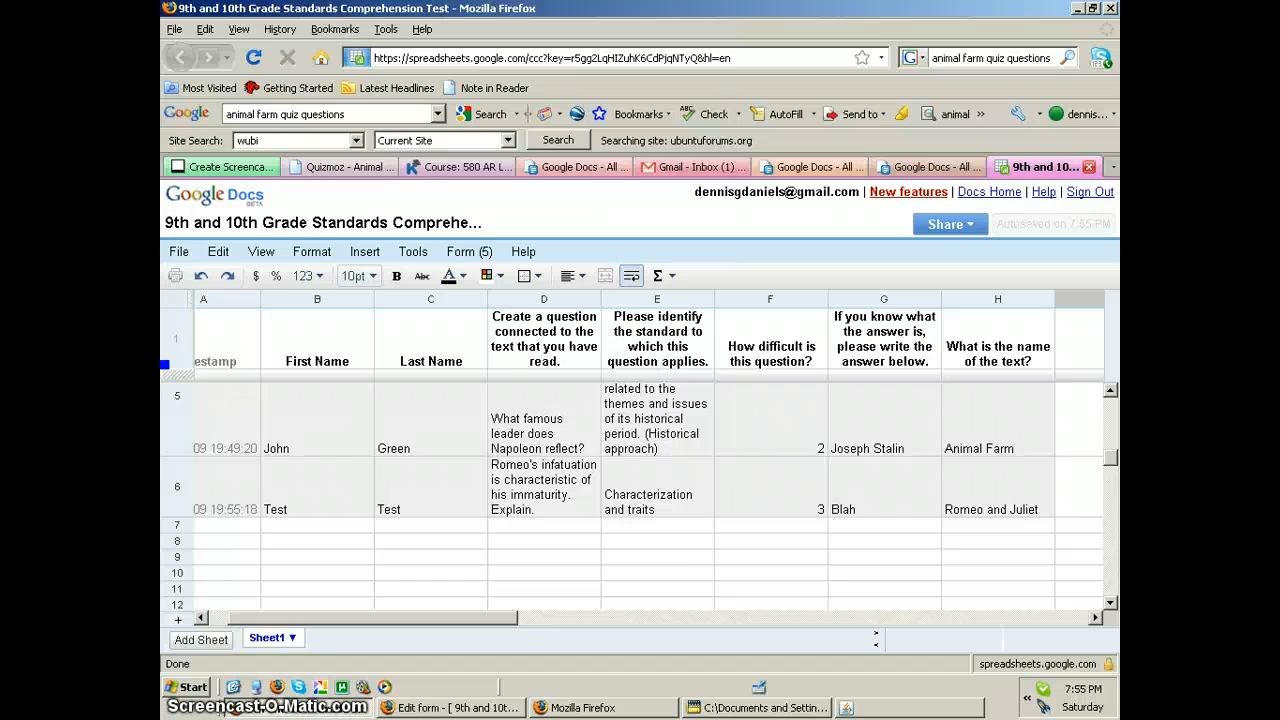 9th and 10th Grade Standards Comprehension Test - Mozilla Firefox
File Edit View History Bookmarks Tools Help
https://spreadsheets.google.com/ccc?key=r5gg2LqHIZuhK6CdPjqNTyQ&hl=en
animal farm quiz questions
Most Visited Getting Started Latest Headlines Note in Reader
Google animal farm quiz questions Search Bookmarks Check AutoFill Send to animal » dennis...
Site Search: wubi Current Site Search Searching site: ubuntuforums.org
Create Screenca... Quizmoz - Animal ... Course: 580 AR L... Google Docs - All ... Gmail - Inbox (1) ... Google Docs - All ... Google Docs - All ... 9th and 10...
Google Docs BETA
dennisgdaniels@gmail.com | New features | Docs Home | Help | Sign Out
9th and 10th Grade Standards Comprehe...
Share Autosaved on 7:55 PM
File Edit View Format Insert Tools Form (5) Help
$ % 123 10pt B Abc A Σ
A B C D E F G H
1
estamp
First Name
Last Name
Create a question
connected to the
text that you have
read.
Please identify
the standard to
which this
question applies.
How difficult is
this question?
If you know what
the answer is,
please write the
answer below.
What is the name
of the text?
5
09 19:49:20
John
Green
What famous
leader does
Napoleon reflect?
related to the
themes and issues
of its historical
period. (Historical
approach)
2
Joseph Stalin
Animal Farm
6
09 19:55:18
Test
Test
Romeo's infatuation
is characteristic of
his immaturity.
Explain.
Characterization
and traits
3
Blah
Romeo and Juliet
7
8
9
10
11
12
+
Add Sheet Sheet1
Done
spreadsheets.google.com
Start
7:55 PM
Saturday
Screencast-O-Matic.com
Edit form - [ 9th and 10t... Mozilla Firefox C:\Documents and Settin...